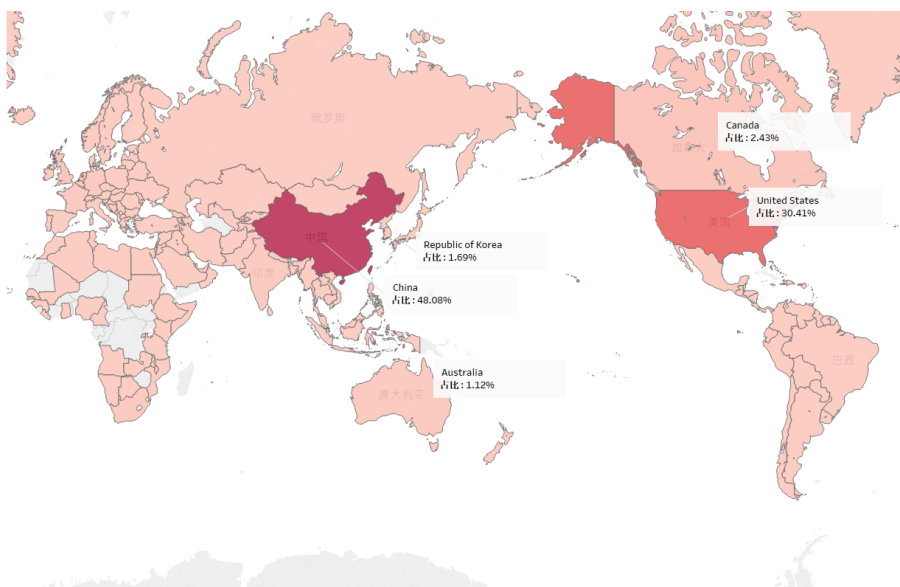 俄罗斯
Canada
占比 : 2.43%
加拿大
United States
占比 : 30.41%
美国
中国
Republic of Korea
占比 : 1.69%
印度
China
占比 : 48.08%
巴西
Australia
占比 : 1.12%
澳大利亚